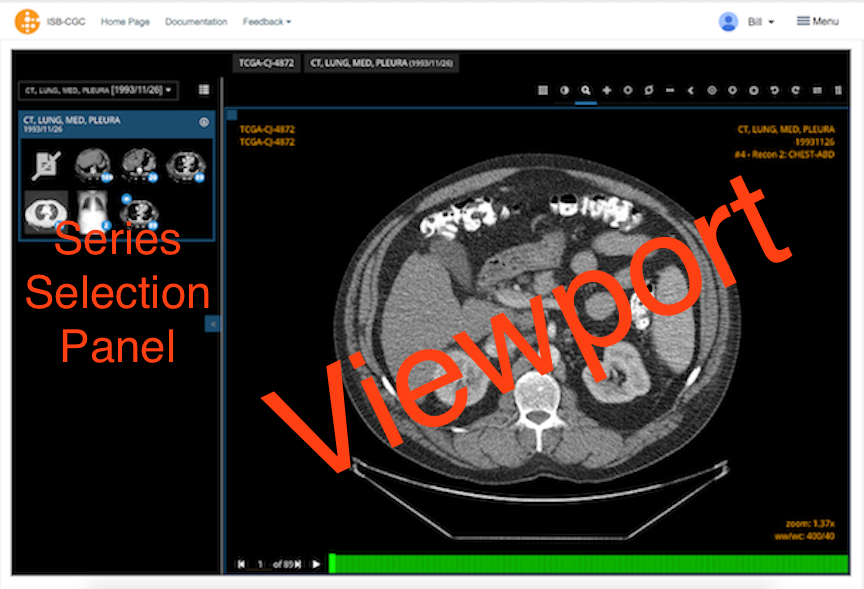 ISB-CGC Home Page Documentation Feedback Bill Menu
TCGA-CJ-4872 CT, LUNG, MED, PLEURA (1993/11/26)
CT, LUNG, MED, PLEURA [1993/11/26]
CT, LUNG, MED, PLEURA
1993/11/26
TCGA-CJ-4872
TCGA-CJ-4872
CT, LUNG, MED, PLEURA
19931126
#4 - Recon 2: CHEST-ABD
Series
Selection
Panel
Viewport
zoom: 1.37x
ww/wc: 400/40
1 of 89